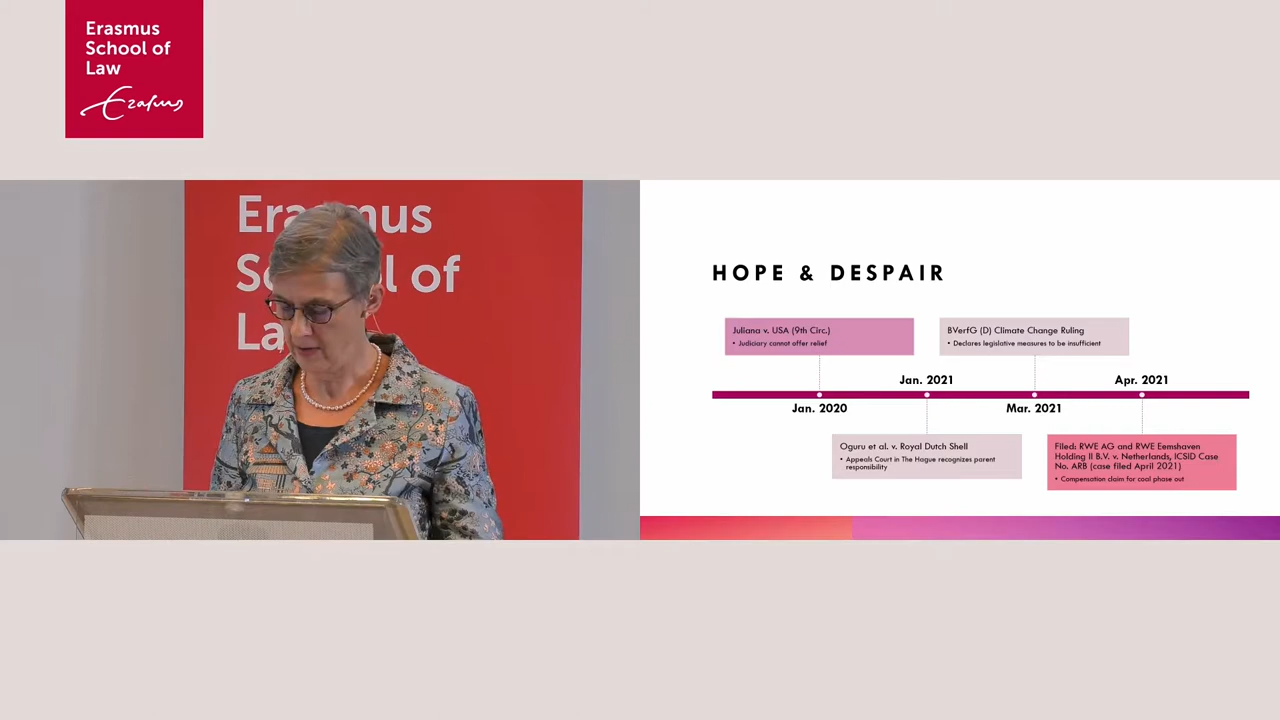 Erasmus
School of
Law
Erasmus
Erasmus
School of
Law
HOPE & DESPAIR
Juliana v. USA (9th Circ.)
• Judiciary cannot offer relief
BVerfG (D) Climate Change Ruling
• Declares legislative measures to be insufficient
Jan. 2021
Apr. 2021
Jan. 2020
Mar. 2021
Oguru et al. v. Royal Dutch Shell
• Appeals Court in The Hague recognizes parent
responsibility
Filed: RWE AG and RWE Eemshaven
Holding II B.V. v. Netherlands, ICSID Case
No. ARB (case filed April 2021)
• Compensation claim for coal phase out